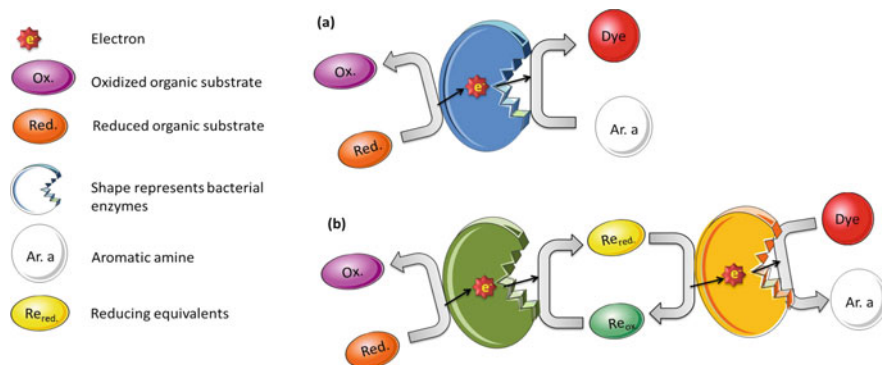 e⁻ Electron
Ox. Oxidized organic substrate
Red. Reduced organic substrate
Shape represents bacterial
enzymes
Ar. a Aromatic amine
Re red. Reducing equivalents
(a)
Ox.
Dye
e⁻
Red.
Ar. a
(b)
Ox.
Re red.
Dye
e⁻
e⁻
Red.
Re ox.
Ar. a